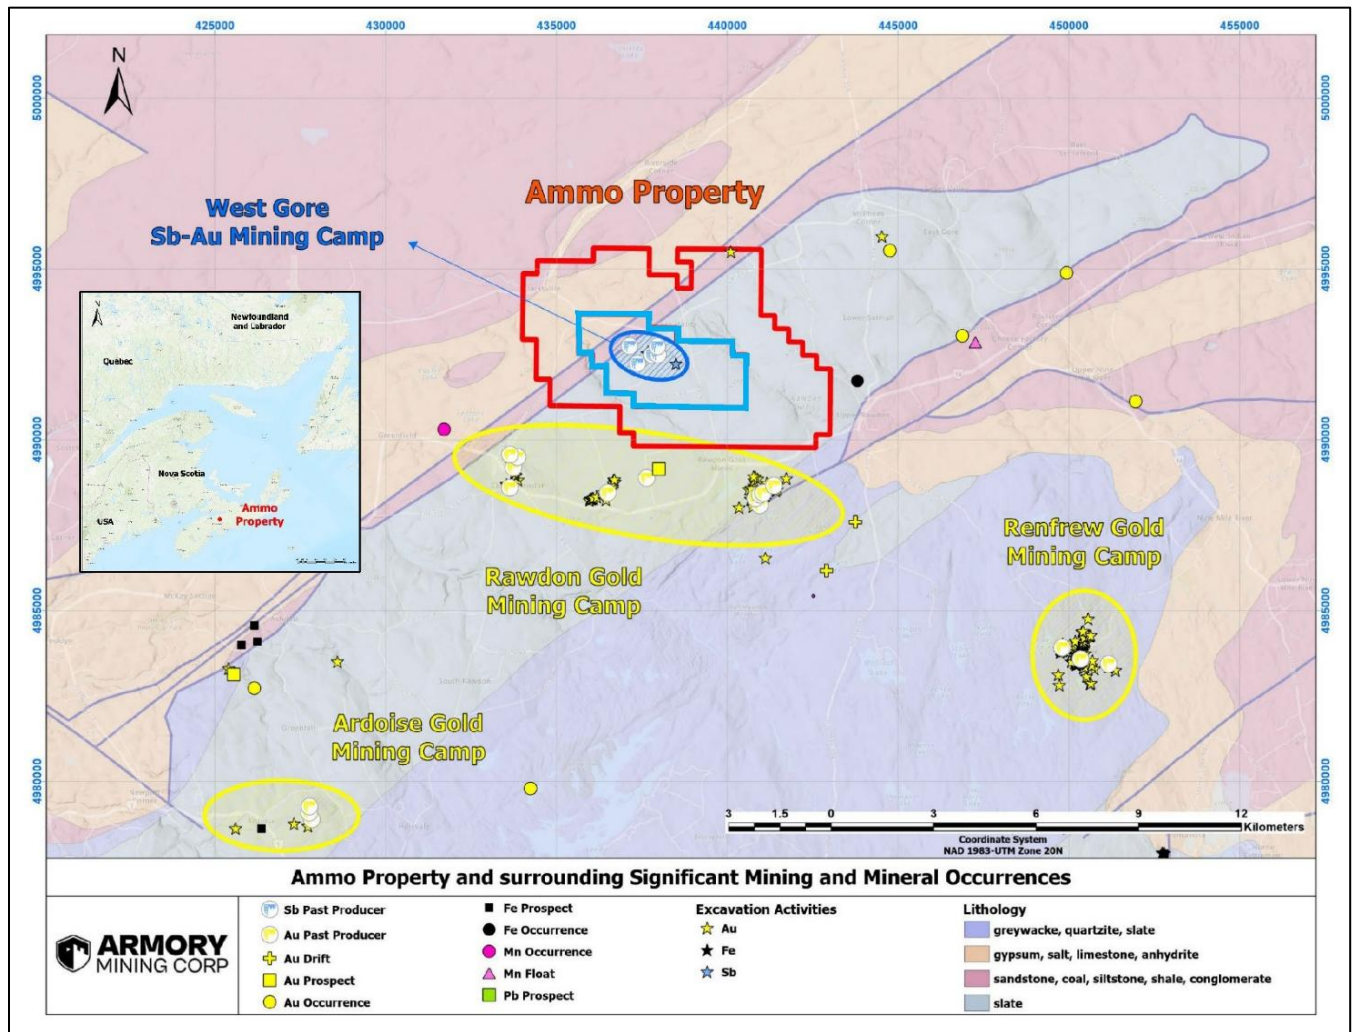 425000 430000 435000 440000 445000 450000 455000
5000000
4995000
4990000
4985000
4980000
5000000
4995000
4990000
4985000
4980000
N
Ammo Property
West Gore
Sb-Au Mining Camp
N
Newfoundland
and Labrador
Québec
Nova Scotia
USA
Ammo
Property
Renfrew Gold
Mining Camp
Rawdon Gold
Mining Camp
Ardoise Gold
Mining Camp
3 1.5 0 3 6 9 12
Kilometers
Coordinate System
NAD 1983-UTM Zone 20N
Ammo Property and surrounding Significant Mining and Mineral Occurrences
ARMORY
MINING CORP
Sb Past Producer
Au Past Producer
Au Drift
Au Prospect
Au Occurrence
Fe Prospect
Fe Occurrence
Mn Occurrence
Mn Float
Pb Prospect
Excavation Activities
Au
Fe
Sb
Lithology
greywacke, quartzite, slate
gypsum, salt, limestone, anhydrite
sandstone, coal, siltstone, shale, conglomerate
slate